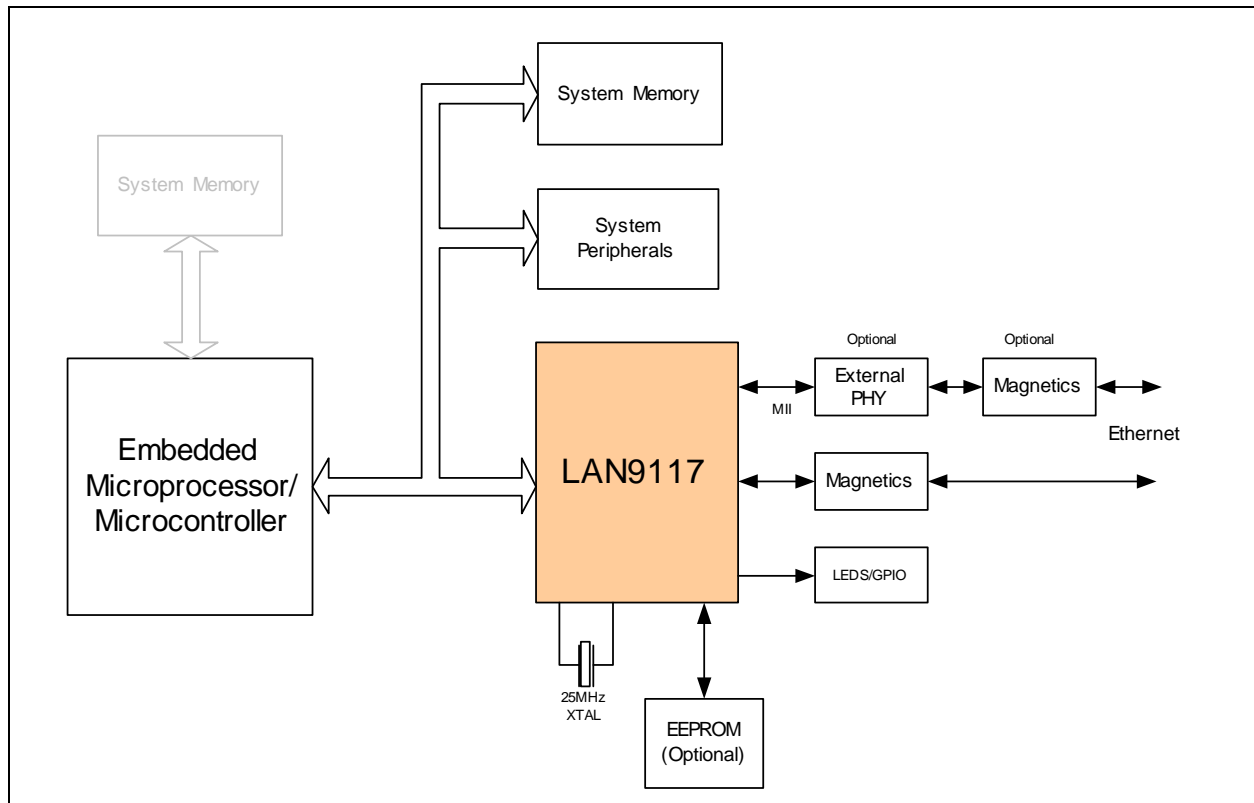 System Memory
System Memory
System
Peripherals
Embedded
Microprocessor/
Microcontroller
LAN9117
Optional
External
PHY
Optional
Magnetics
MII
Ethernet
Magnetics
LEDS/GPIO
25MHz
XTAL
EEPROM
(Optional)